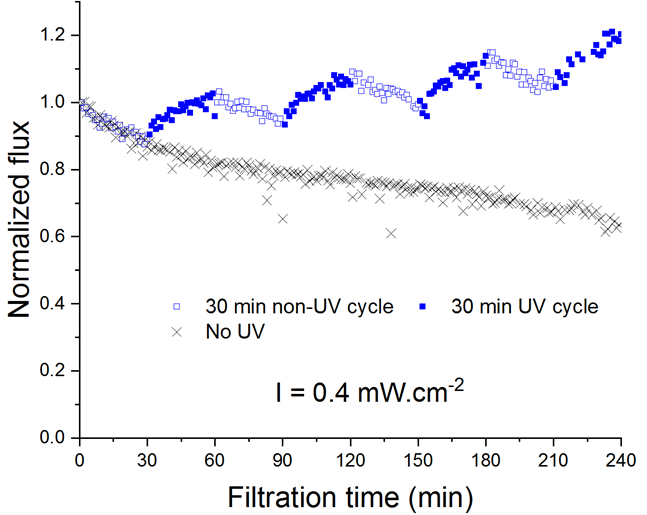 1.2
1.0
0.8
0.6
0.4
0.2
0.0
Normalized flux
30 min non-UV cycle
30 min UV cycle
No UV
I = 0.4 mW.cm⁻²
0 30 60 90 120 150 180 210 240
Filtration time (min)